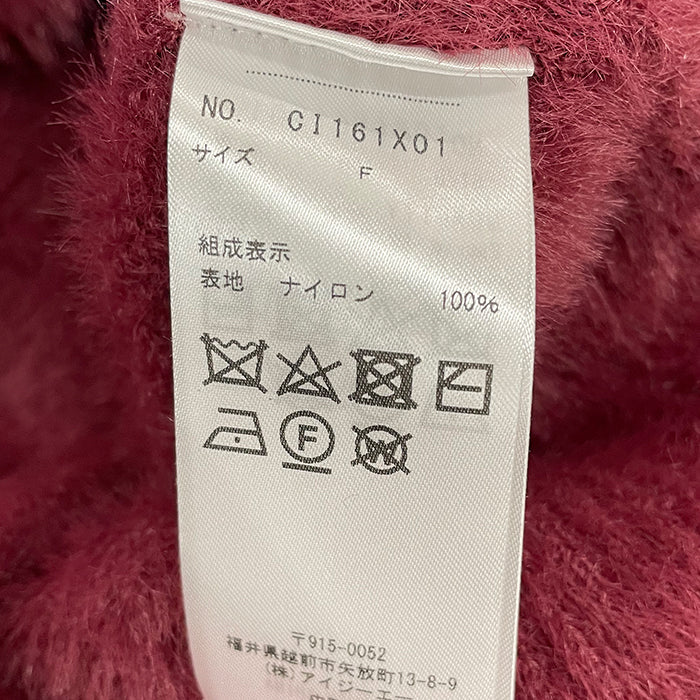 NO. CI161X01
サイズ F
組成表示
表地 ナイロン 100%
F W
〒915-0052
福井県越前市矢放町13-8-9
(株)アイジーエー